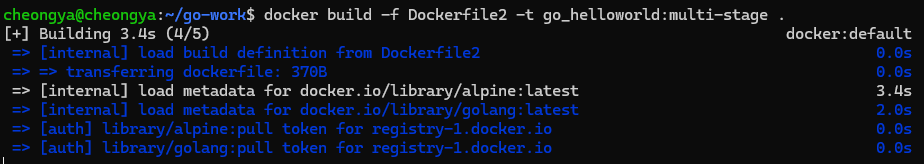 cheongya@cheongya:~/go-work$ docker build -f Dockerfile2 -t go_helloworld:multi-stage .
[+] Building 3.4s (4/5) docker:default
=> [internal] load build definition from Dockerfile2 0.0s
=> => transferring dockerfile: 370B 0.0s
=> [internal] load metadata for docker.io/library/alpine:latest 3.4s
=> [internal] load metadata for docker.io/library/golang:latest 2.0s
=> [auth] library/alpine:pull token for registry-1.docker.io 0.0s
=> [auth] library/golang:pull token for registry-1.docker.io 0.0s